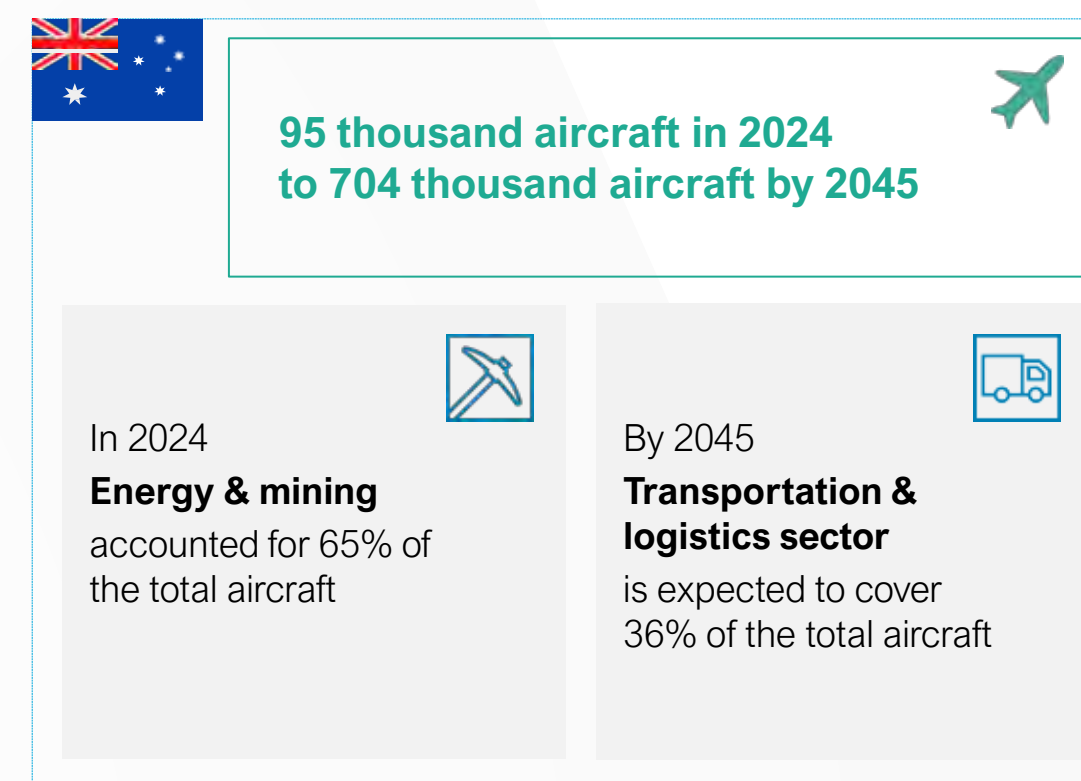 95 thousand aircraft in 2024
to 704 thousand aircraft by 2045
In 2024
Energy & mining
accounted for 65% of
the total aircraft
By 2045
Transportation &
logistics sector
is expected to cover
36% of the total aircraft